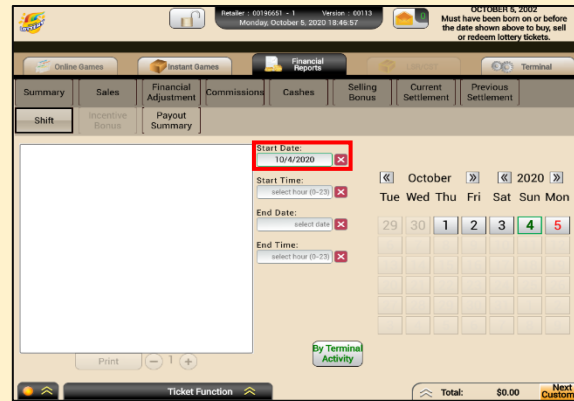 LOTTERY
Retailer : 00196651 - 1 Version : 00113
Monday, October 5, 2020 18:46:57
0
OCTOBER 5, 2002
Must have been born on or before
the date shown above to buy, sell
or redeem lottery tickets.
Online Games
Instant Games
Financial
Reports
Terminal
Summary
Sales
Financial
Adjustment
Commissions
Cashes
Selling
Bonus
Current
Settlement
Previous
Settlement
Shift
Incentive
Bonus
Payout
Summary
Start Date:
10/4/2020
Start Time:
select hour (0-23)
End Date:
select date
End Time:
select hour (0-23)
« October » « 2020 »
Tue Wed Thu Fri Sat Sun Mon
29 30 1 2 3 4 5
By Terminal
Activity
Print
1
Ticket Function
Total: $0.00
Next
Custom